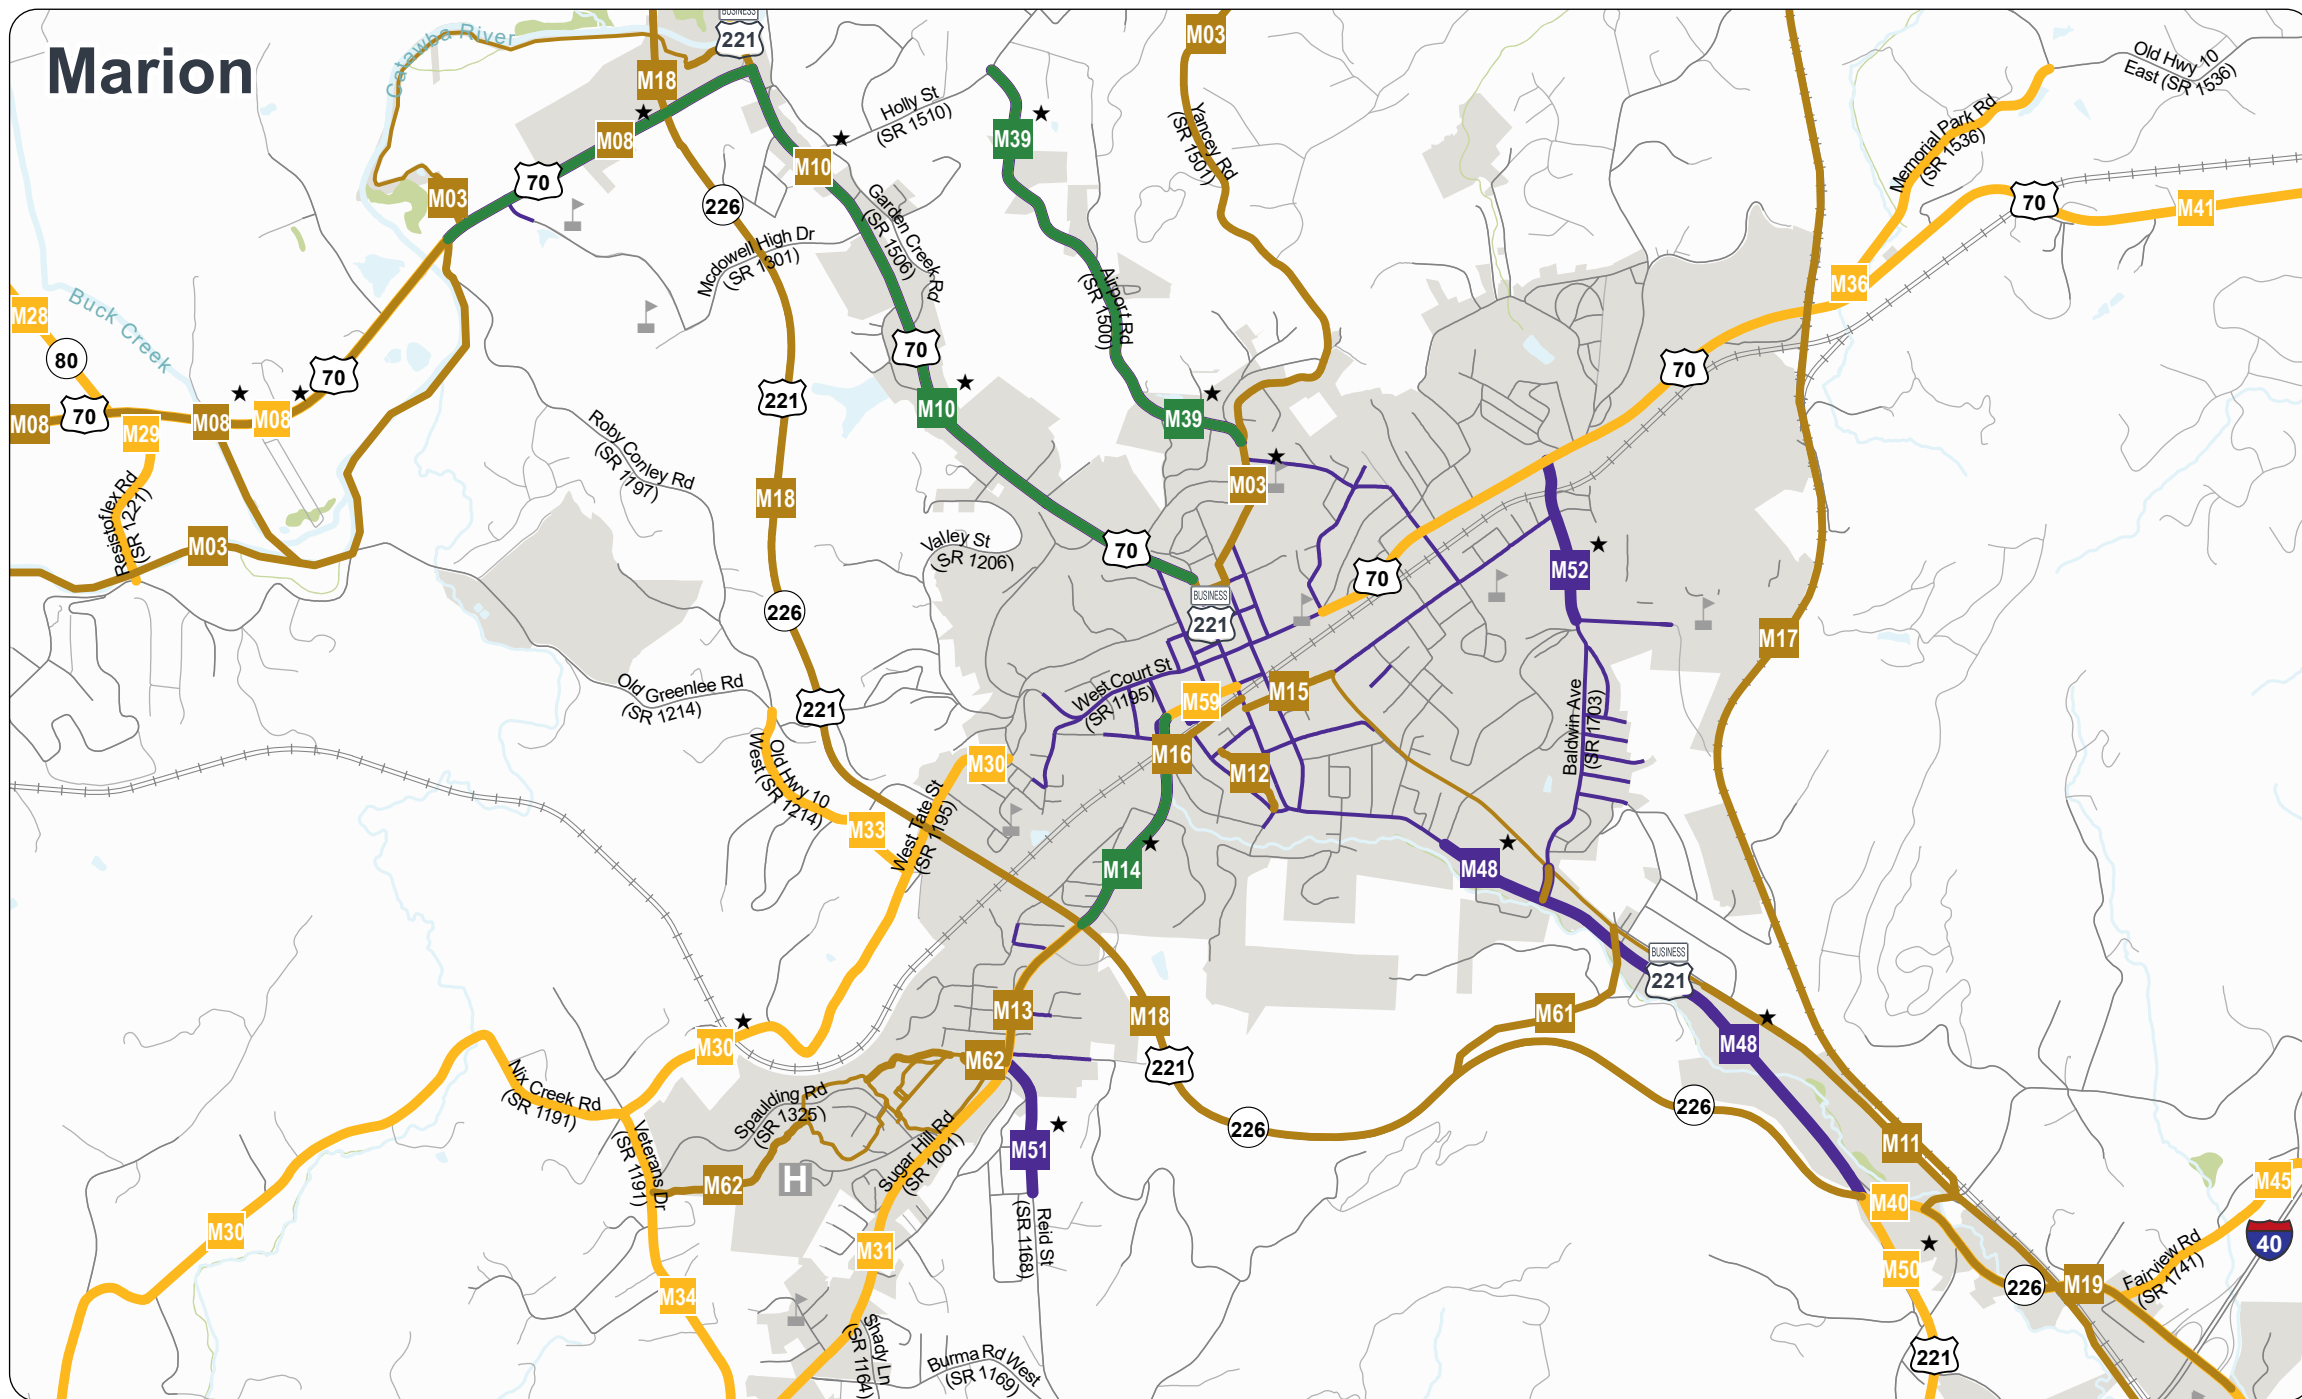 Marion
Catawba River
BUSINESS
221
M18
M03
Old Hwy 10
East (SR 1536)
Holly St
(SR 1510)
M39
M08
M10
Yancey Rd
(SR 1501)
Memorial Park Rd
(SR 1536)
70
M03
226
Garden Creek Rd
(SR 1506)
70
M41
Mcdowell High Dr
(SR 1301)
Airport Rd
(SR 1500)
M36
Buck Creek
M28
80
70
70
70
221
M10
M08
70
M08
M08
M39
M29
Roby Conley Rd
(SR 1197)
M18
M03
Resistoflex Rd
(SR 1221)
M03
Valley St
(SR 1206)
70
70
M52
226
BUSINESS
221
M17
Old Greenlee Rd
(SR 1214)
221
West Court St
(SR 1195)
M59
M15
Baldwin Ave
(SR 1703)
Old Hwy 10
West (SR 1214)
M30
M16
M12
M33
West Tate St
(SR 1195)
M14
M48
BUSINESS
221
M13
M18
M61
M30
M62
221
M48
Nix Creek Rd
(SR 1191)
Spaulding Rd
(SR 1325)
226
226
Veterans Dr
(SR 1191)
M51
M11
Sugar Hill Rd
(SR 1001)
H
M62
M45
M40
M30
Reid St
(SR 1168)
40
M31
M50
Fairview Rd
(SR 1741)
M34
226
M19
Shady Ln
(SR 1164)
Burma Rd West
(SR 1169)
221